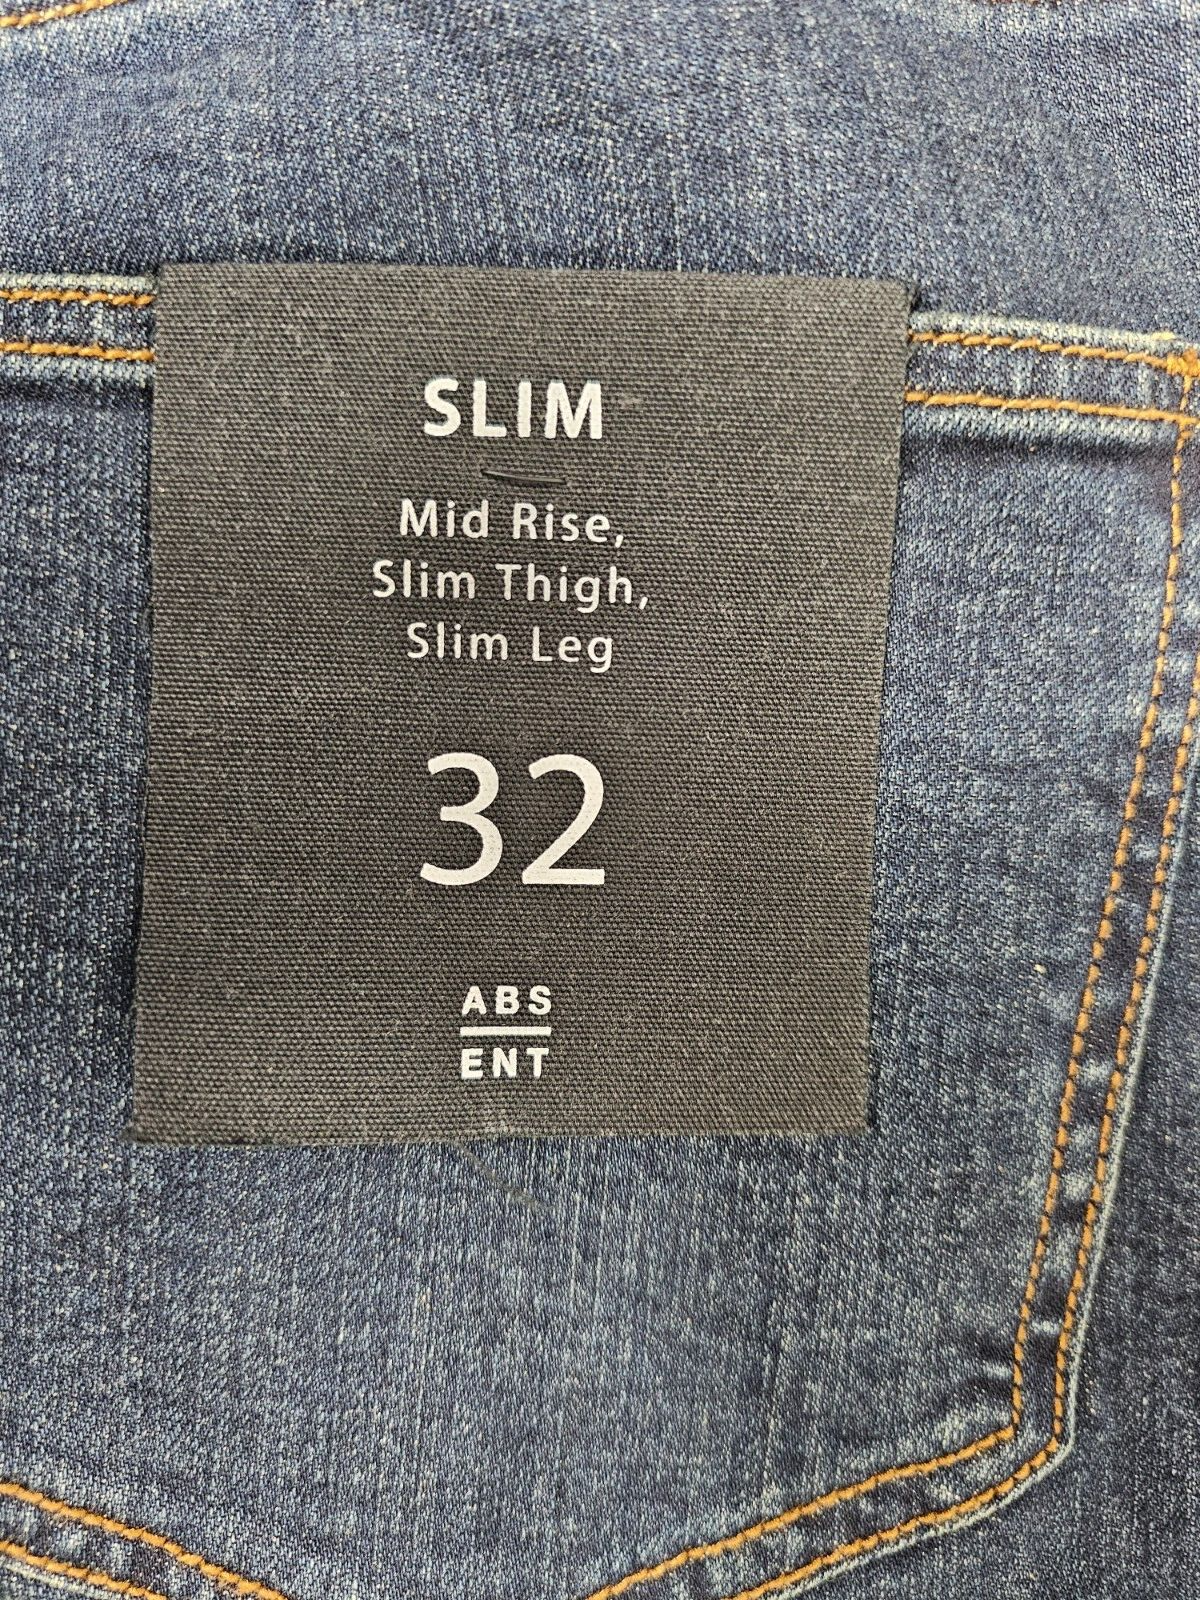 SLIM
Mid Rise,
Slim Thigh,
Slim Leg
32
ABS
ENT